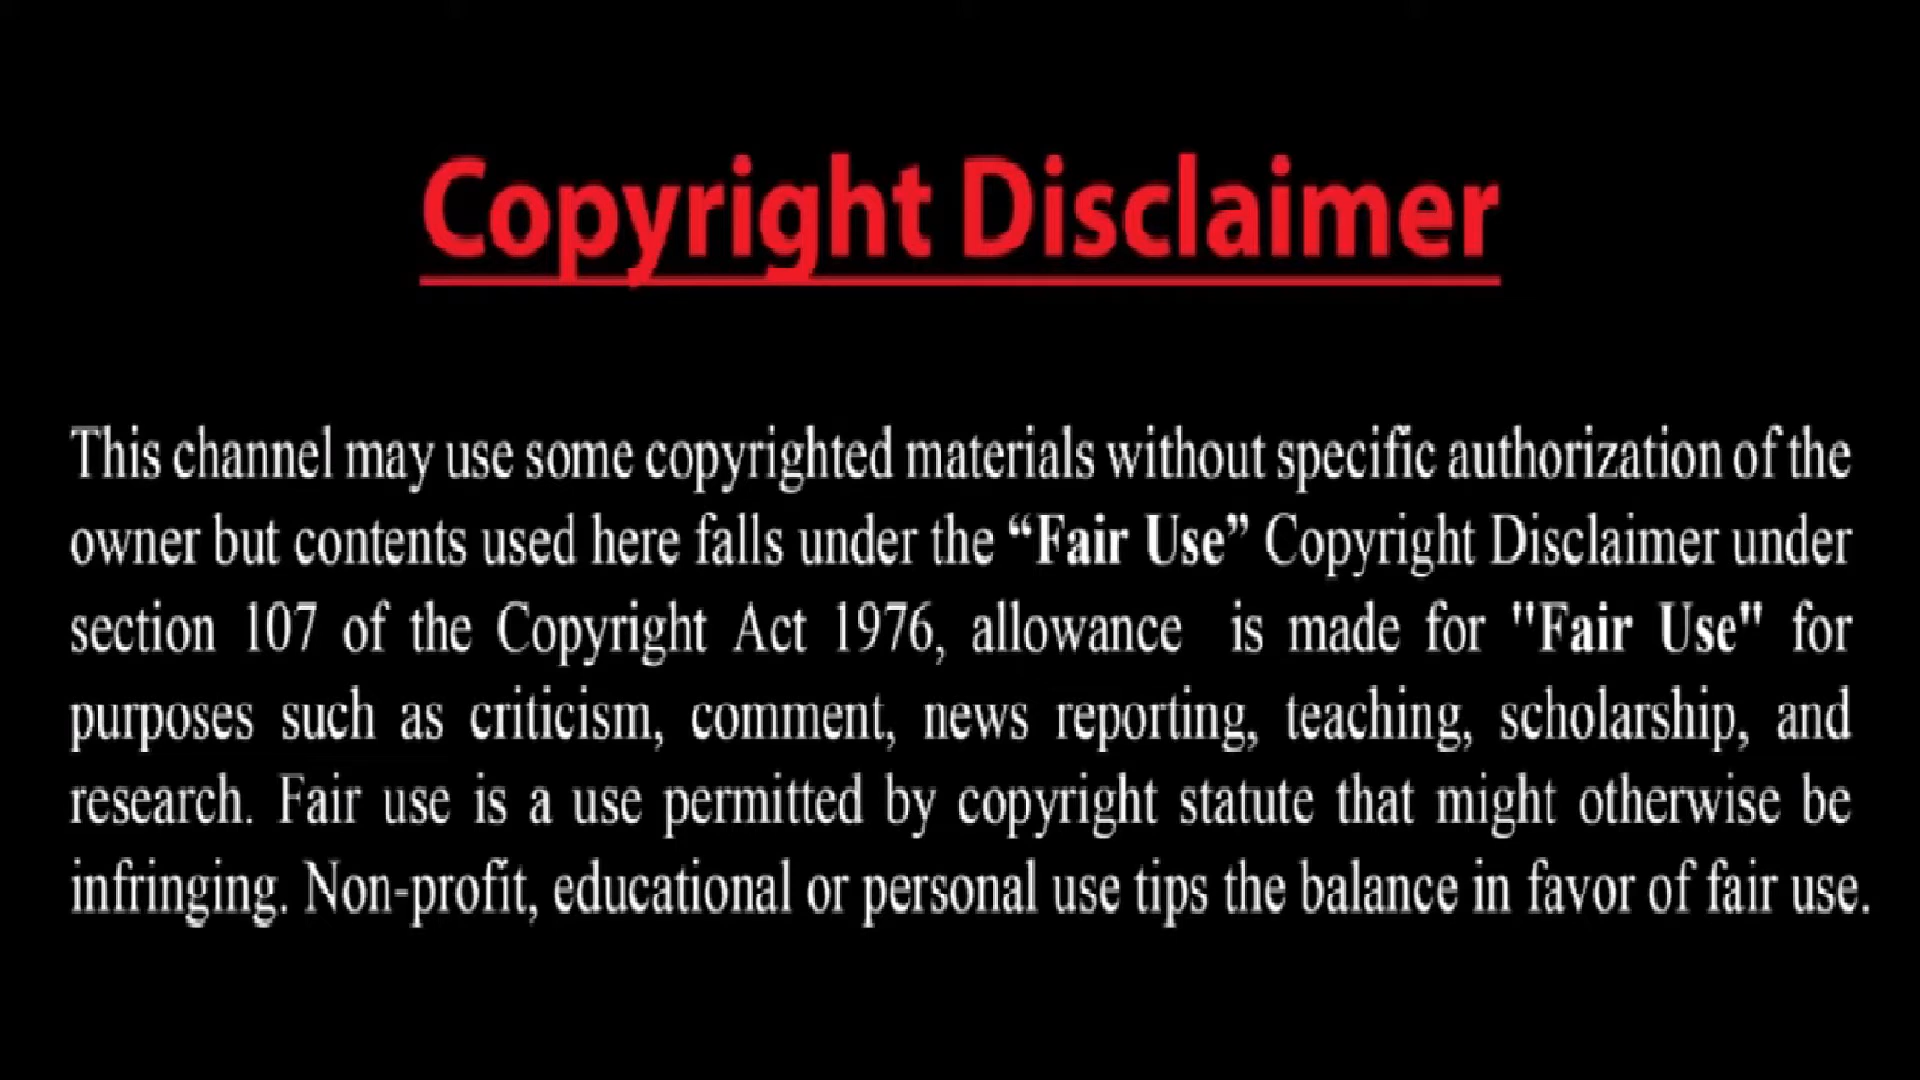 Copyright Disclaimer
This channel may use some copyrighted materials without specific authorization of the
owner but contents used here falls under the “Fair Use” Copyright Disclaimer under
section 107 of the Copyright Act 1976, allowance is made for "Fair Use" for
purposes such as criticism, comment, news reporting, teaching, scholarship, and
research. Fair use is a use permitted by copyright statute that might otherwise be
infringing. Non-profit, educational or personal use tips the balance in favor of fair use.